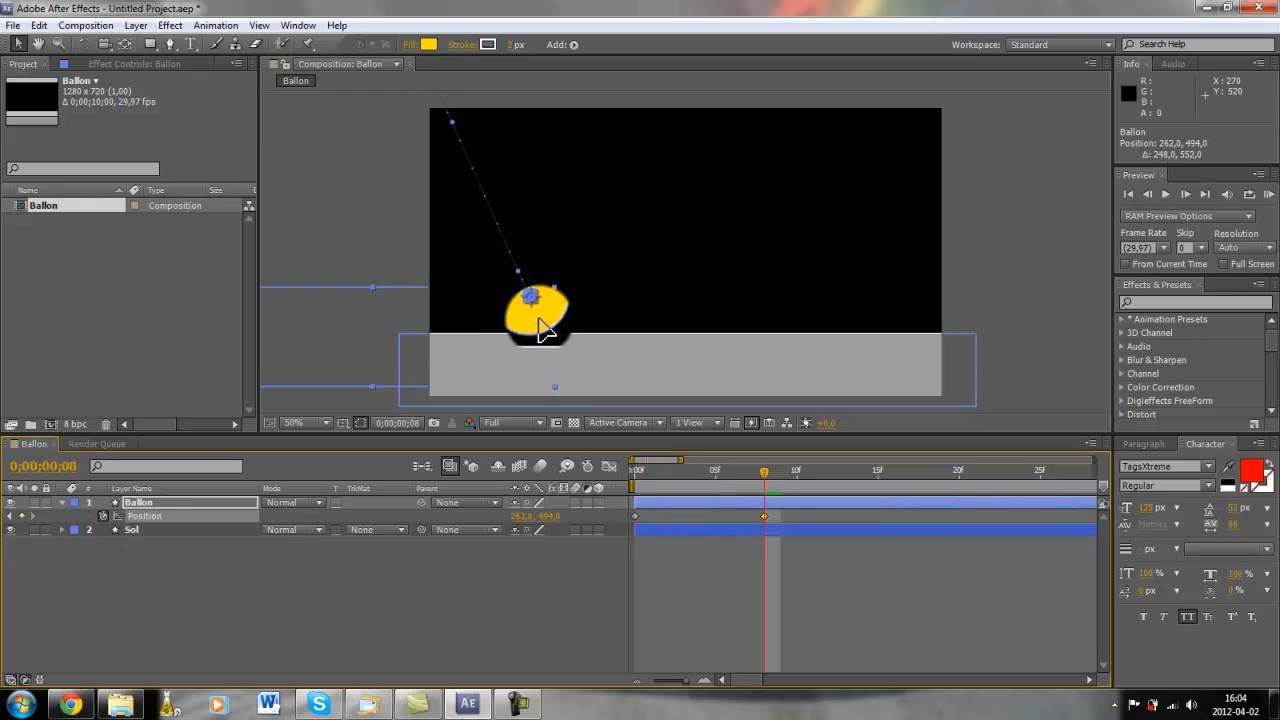 Adobe After Effects - Untitled Project.aep *
File Edit Composition Layer Effect Animation View Window Help
Fill: Stroke: 2 px Add:
Workspace: Standard
Search Help
Project Effect Controls: Ballon
Composition: Ballon
Info Audio
Ballon
1280 x 720 (1,00)
Δ 0;00;10;00, 29,97 fps
Ballon
R :
G :
B :
A : 0
X : 270
Y : 520
Ballon
Position: 262,0, 494,0
Δ: 248,0, 552,0
Preview
RAM Preview Options
Frame Rate Skip Resolution
(29,97) 0 Auto
From Current Time Full Screen
Effects & Presets
* Animation Presets
3D Channel
Audio
Blur & Sharpen
Channel
Color Correction
Digieffects FreeForm
Distort
Name Type Size
Ballon Composition
8 bpc
50% 0;00;00;08 Full Active Camera 1 View +0,0
Ballon Render Queue
0;00;00;08
:00F 05F 10F 15F 20F 25F
# Layer Name Mode T TrkMat Parent
1 Ballon Normal None
Position 262,0, 494,0
2 Sol Normal None None
Paragraph Character
TagsXtreme
Regular
125 px 53 px
Metrics 86
- px
100 % 100 %
0 px 0 %
T T TT Tr T¹ T₁
16:04
2012-04-02